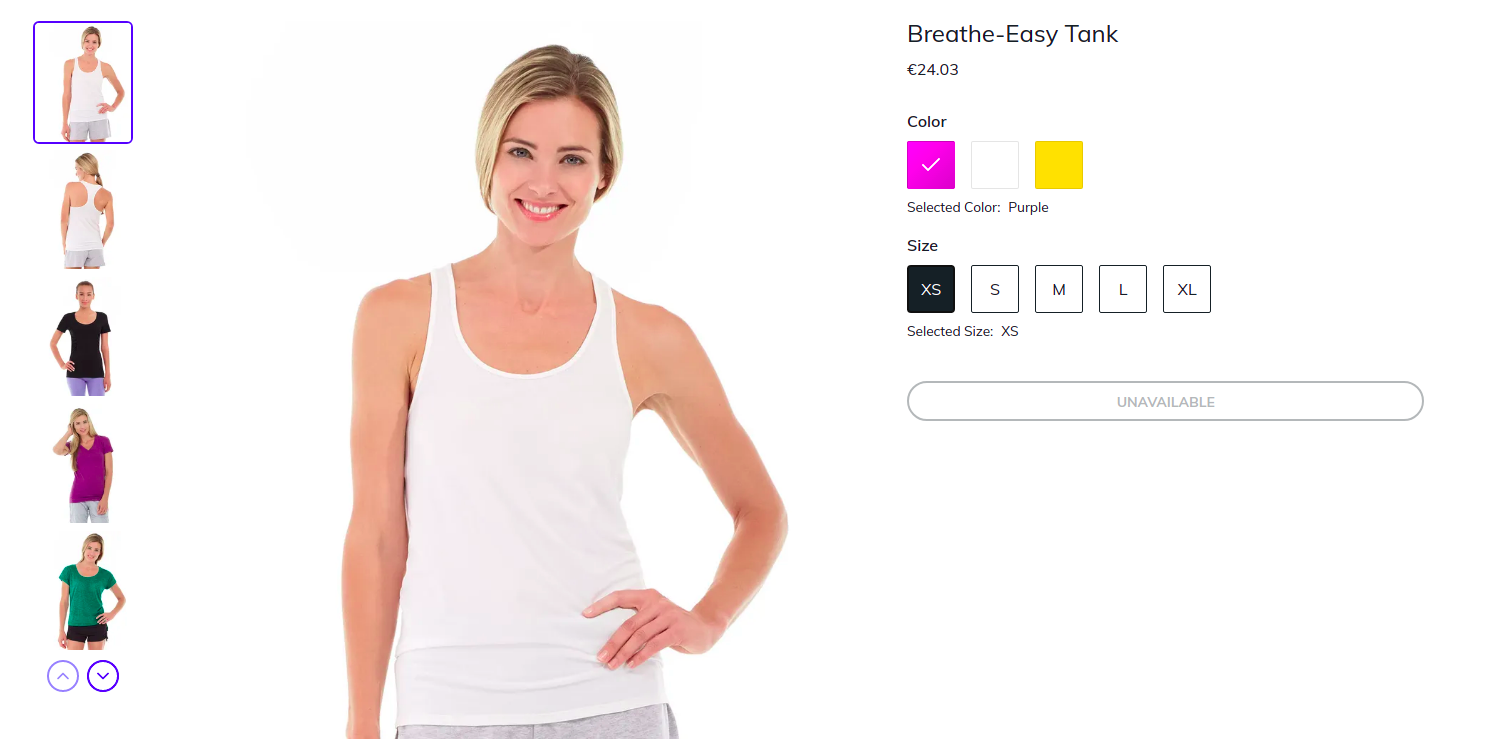 Breathe-Easy Tank
€24.03
Color
Selected Color: Purple
Size
XS S M L XL
Selected Size: XS
UNAVAILABLE